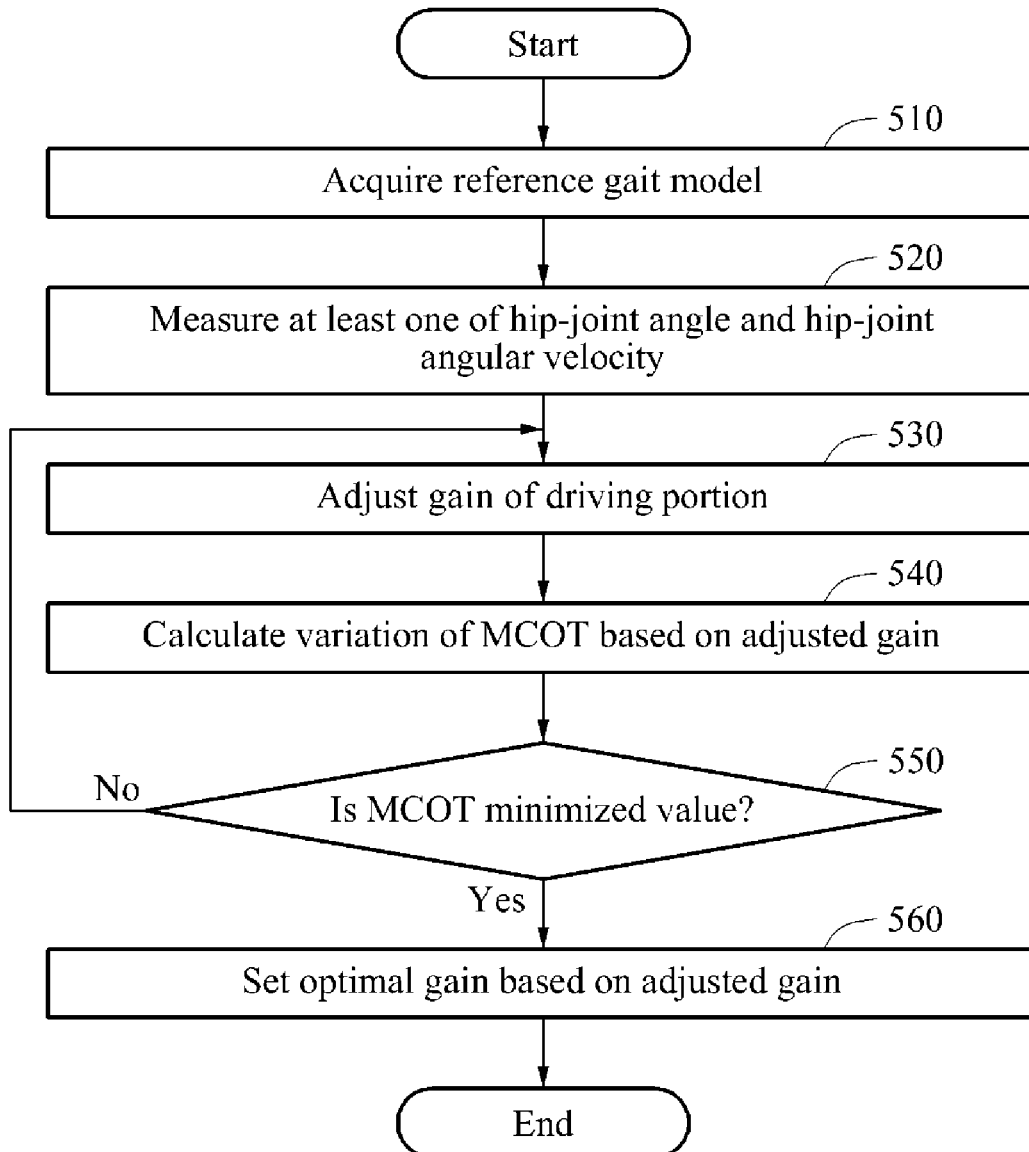 Start
510
Acquire reference gait model
520
Measure at least one of hip-joint angle and hip-joint
angular velocity
530
Adjust gain of driving portion
540
Calculate variation of MCOT based on adjusted gain
550
No
Is MCOT minimized value?
Yes
560
Set optimal gain based on adjusted gain
End